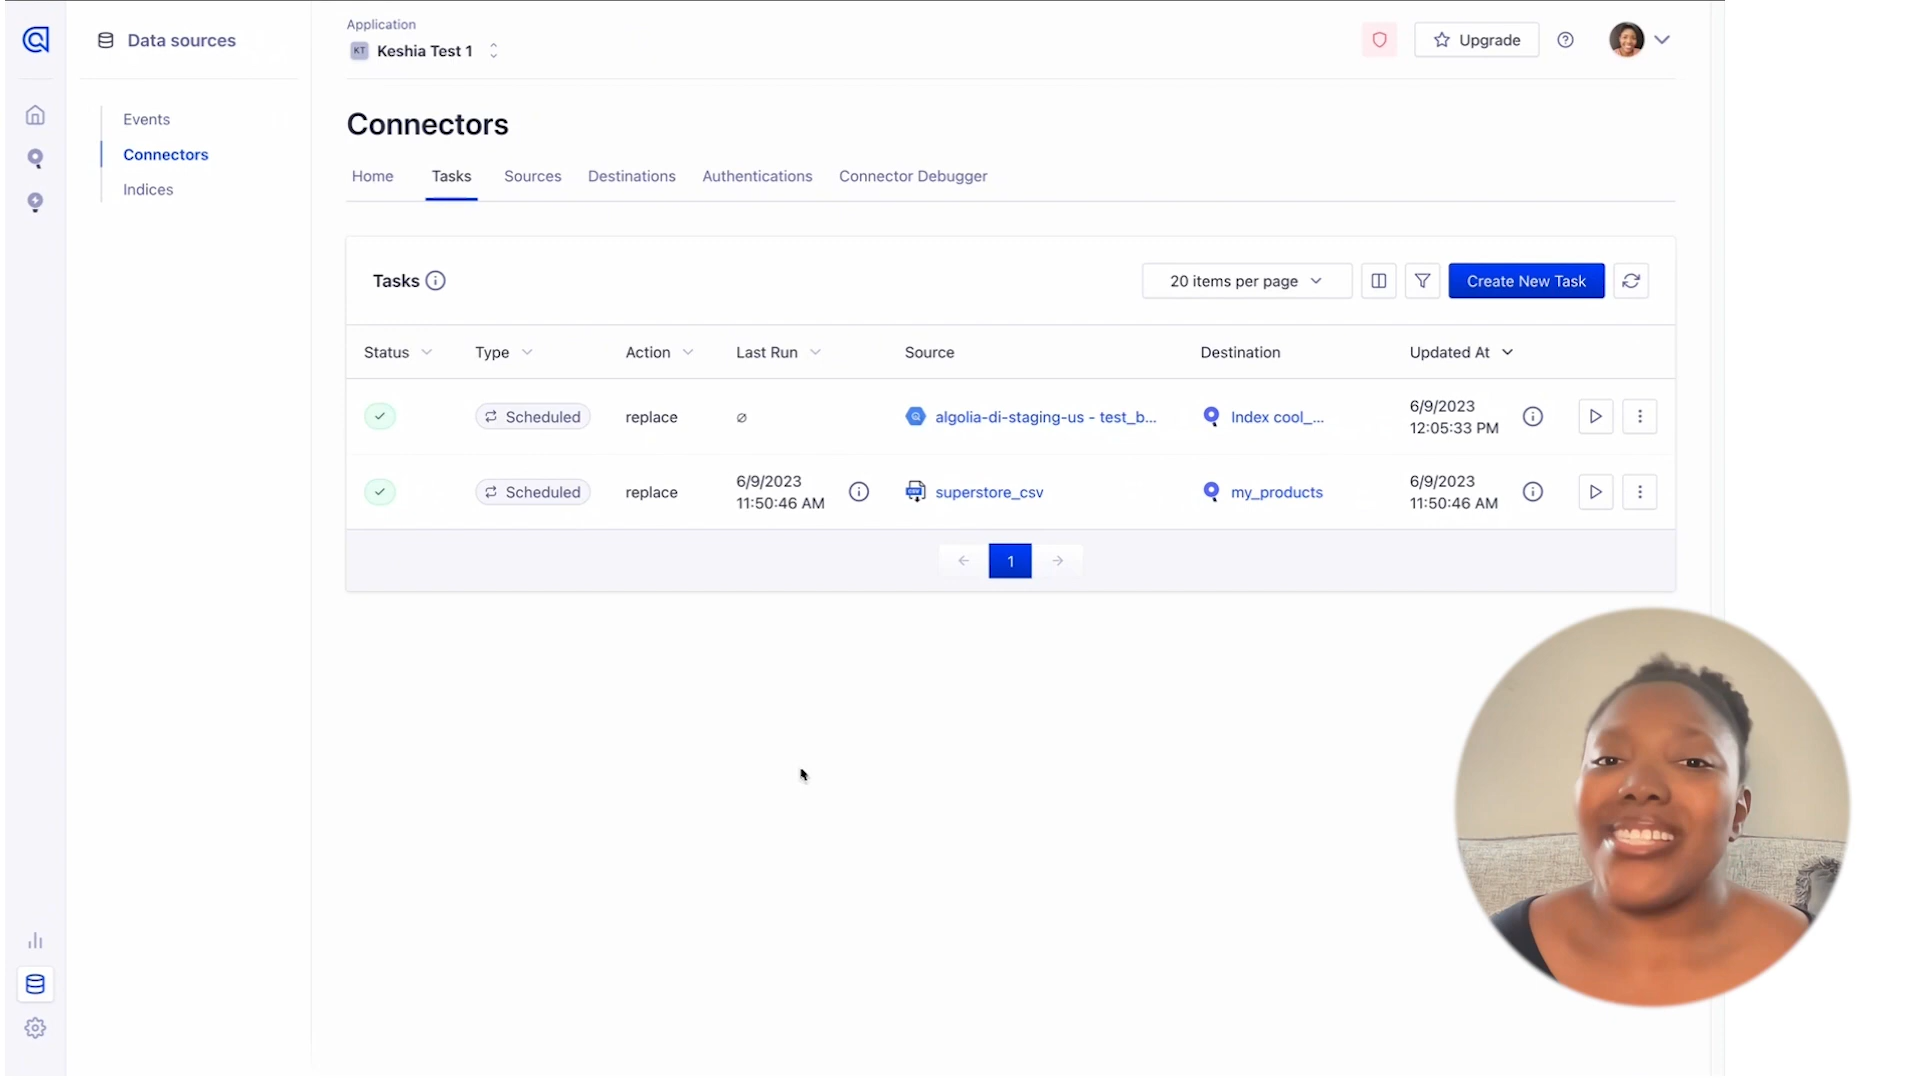 Data sources
Events
Connectors
Indices
Application
KT Keshia Test 1
Upgrade
Connectors
Home Tasks Sources Destinations Authentications Connector Debugger
Tasks
20 items per page
Create New Task
Status Type Action Last Run Source Destination Updated At
Scheduled replace ∅ algolia-di-staging-us - test_b... Index cool_... 6/9/2023
12:05:33 PM
Scheduled replace 6/9/2023
11:50:46 AM superstore_csv my_products 6/9/2023
11:50:46 AM
1